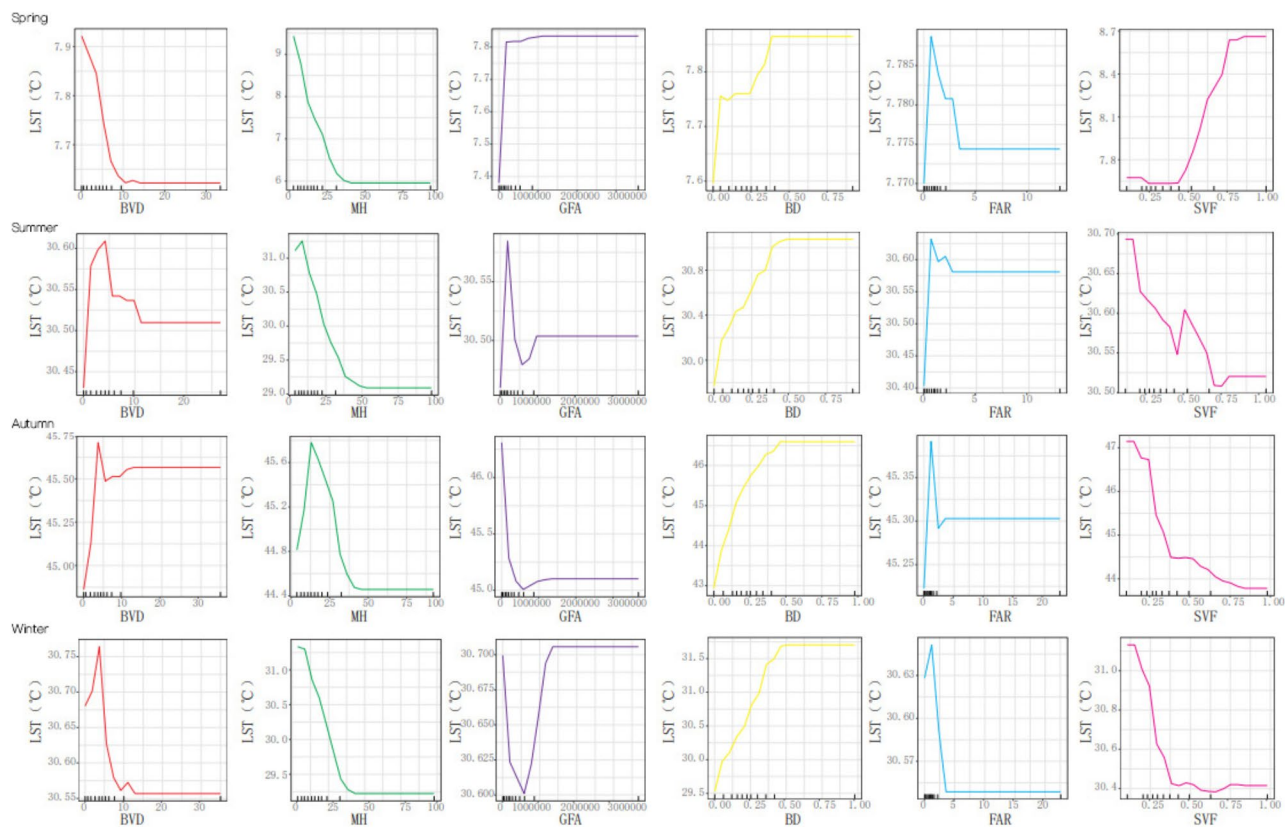 Spring
LST (℃) LST (℃) LST (℃) LST (℃) LST (℃) LST (℃)
7.9 7.8 7.7
9 8 7 6
7.8 7.7 7.6 7.5 7.4
7.8 7.7 7.6
7.785 7.780 7.775 7.770
8.7 8.4 8.1 7.8
0 10 20 30
0 25 50 75 100
0 1000000 2000000 3000000
0.00 0.25 0.50 0.75
0 5 10
0.25 0.50 0.75 1.00
BVD MH GFA BD FAR SVF
Summer
LST (℃) LST (℃) LST (℃) LST (℃) LST (℃) LST (℃)
30.60 30.55 30.50 30.45
31.0 30.5 30.0 29.5 29.0
30.55 30.50
30.8 30.4 30.0
30.60 30.55 30.50 30.45 30.40
30.70 30.65 30.60 30.55 30.50
0 10 20
0 25 50 75 100
0 1000000 2000000 3000000
0.00 0.25 0.50 0.75
0 5 10
0.25 0.50 0.75 1.00
BVD MH GFA BD FAR SVF
Autumn
LST (℃) LST (℃) LST (℃) LST (℃) LST (℃) LST (℃)
45.75 45.50 45.25 45.00
45.6 45.2 44.8 44.4
46.0 45.5 45.0
46 45 44 43
45.35 45.30 45.25
47 46 45 44
0 10 20 30
0 25 50 75 100
0 1000000 2000000 3000000
0.00 0.25 0.50 0.75 1.00
0 5 10 15 20
0.25 0.50 0.75 1.00
BVD MH GFA BD FAR SVF
Winter
LST (℃) LST (℃) LST (℃) LST (℃) LST (℃) LST (℃)
30.75 30.70 30.65 30.60 30.55
31.0 30.5 30.0 29.5
30.700 30.675 30.650 30.625 30.600
31.5 31.0 30.5 30.0 29.5
30.63 30.60 30.57
31.0 30.8 30.6 30.4
0 10 20 30
0 25 50 75 100
0 1000000 2000000 3000000
0.00 0.25 0.50 0.75 1.00
0 5 10 15 20
0.25 0.50 0.75 1.00
BVD MH GFA BD FAR SVF